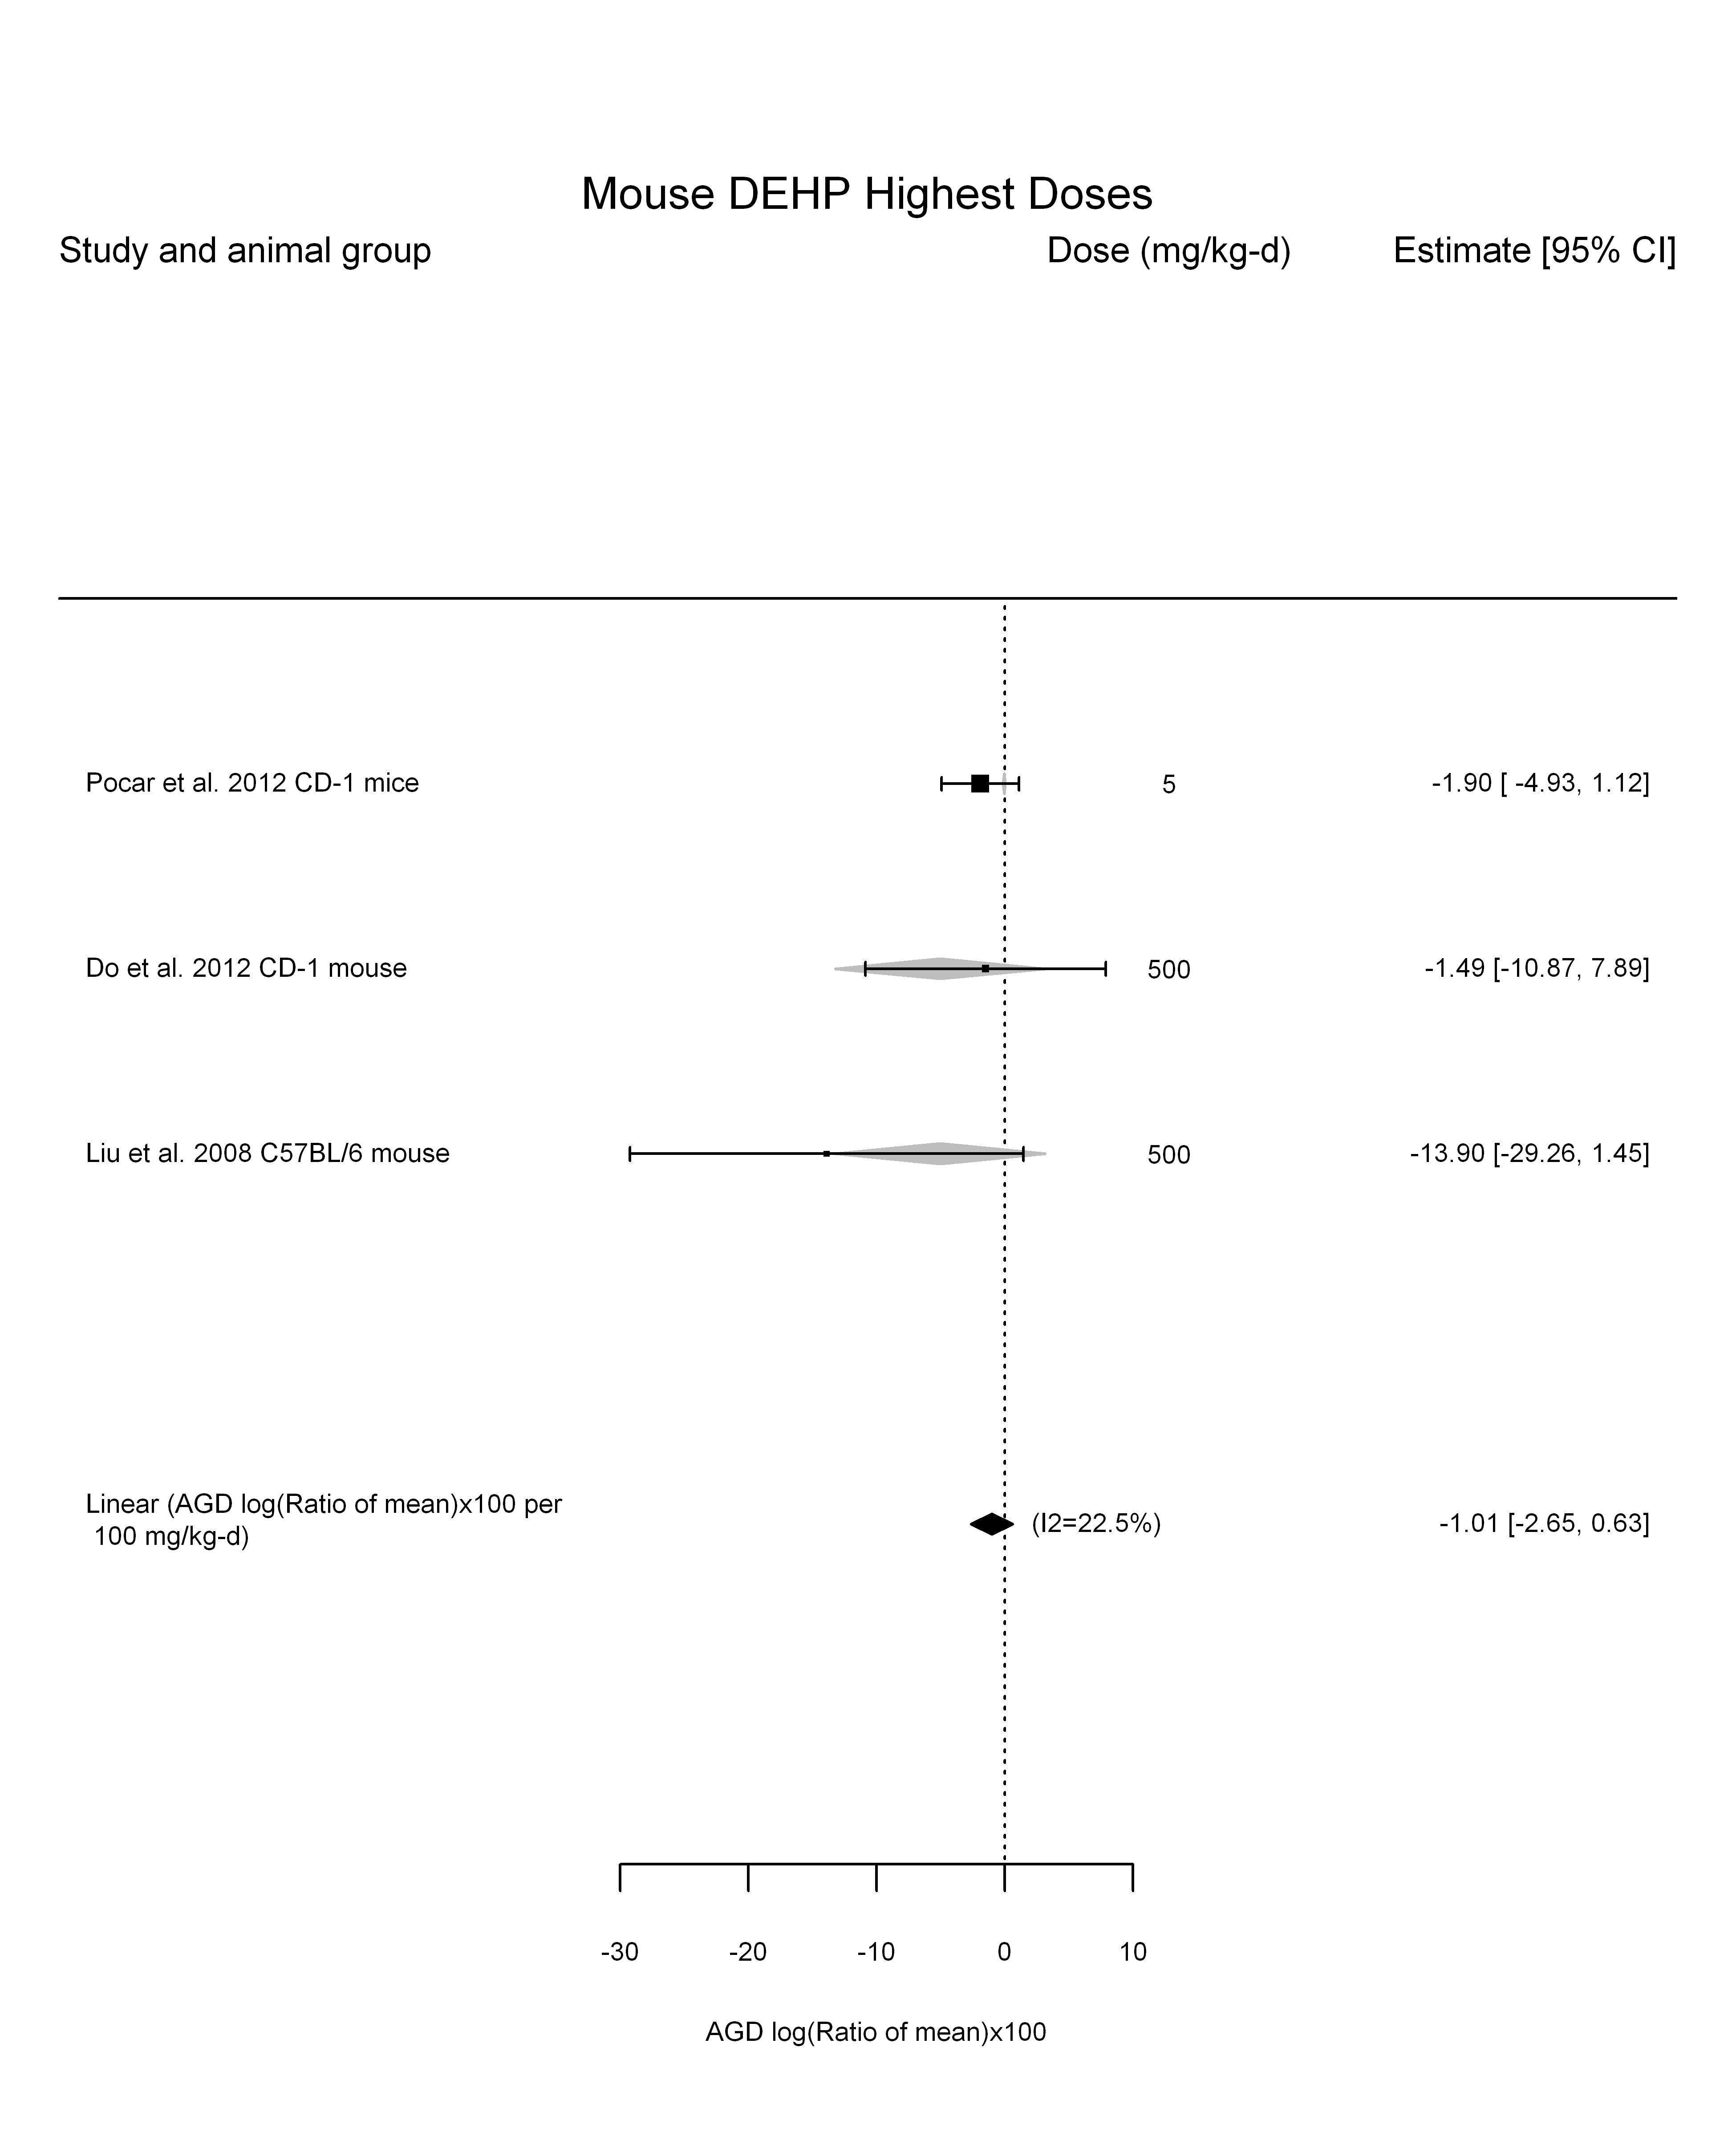 Mouse DEHP Highest Doses
Study and animal group Dose (mg/kg-d) Estimate [95% CI]
Pocar et al. 2012 CD-1 mice 5 -1.90 [ -4.93, 1.12]
Do et al. 2012 CD-1 mouse 500 -1.49 [-10.87, 7.89]
Liu et al. 2008 C57BL/6 mouse 500 -13.90 [-29.26, 1.45]
Linear (AGD log(Ratio of mean)x100 per
100 mg/kg-d) (I2=22.5%) -1.01 [-2.65, 0.63]
-30 -20 -10 0 10
AGD log(Ratio of mean)x100